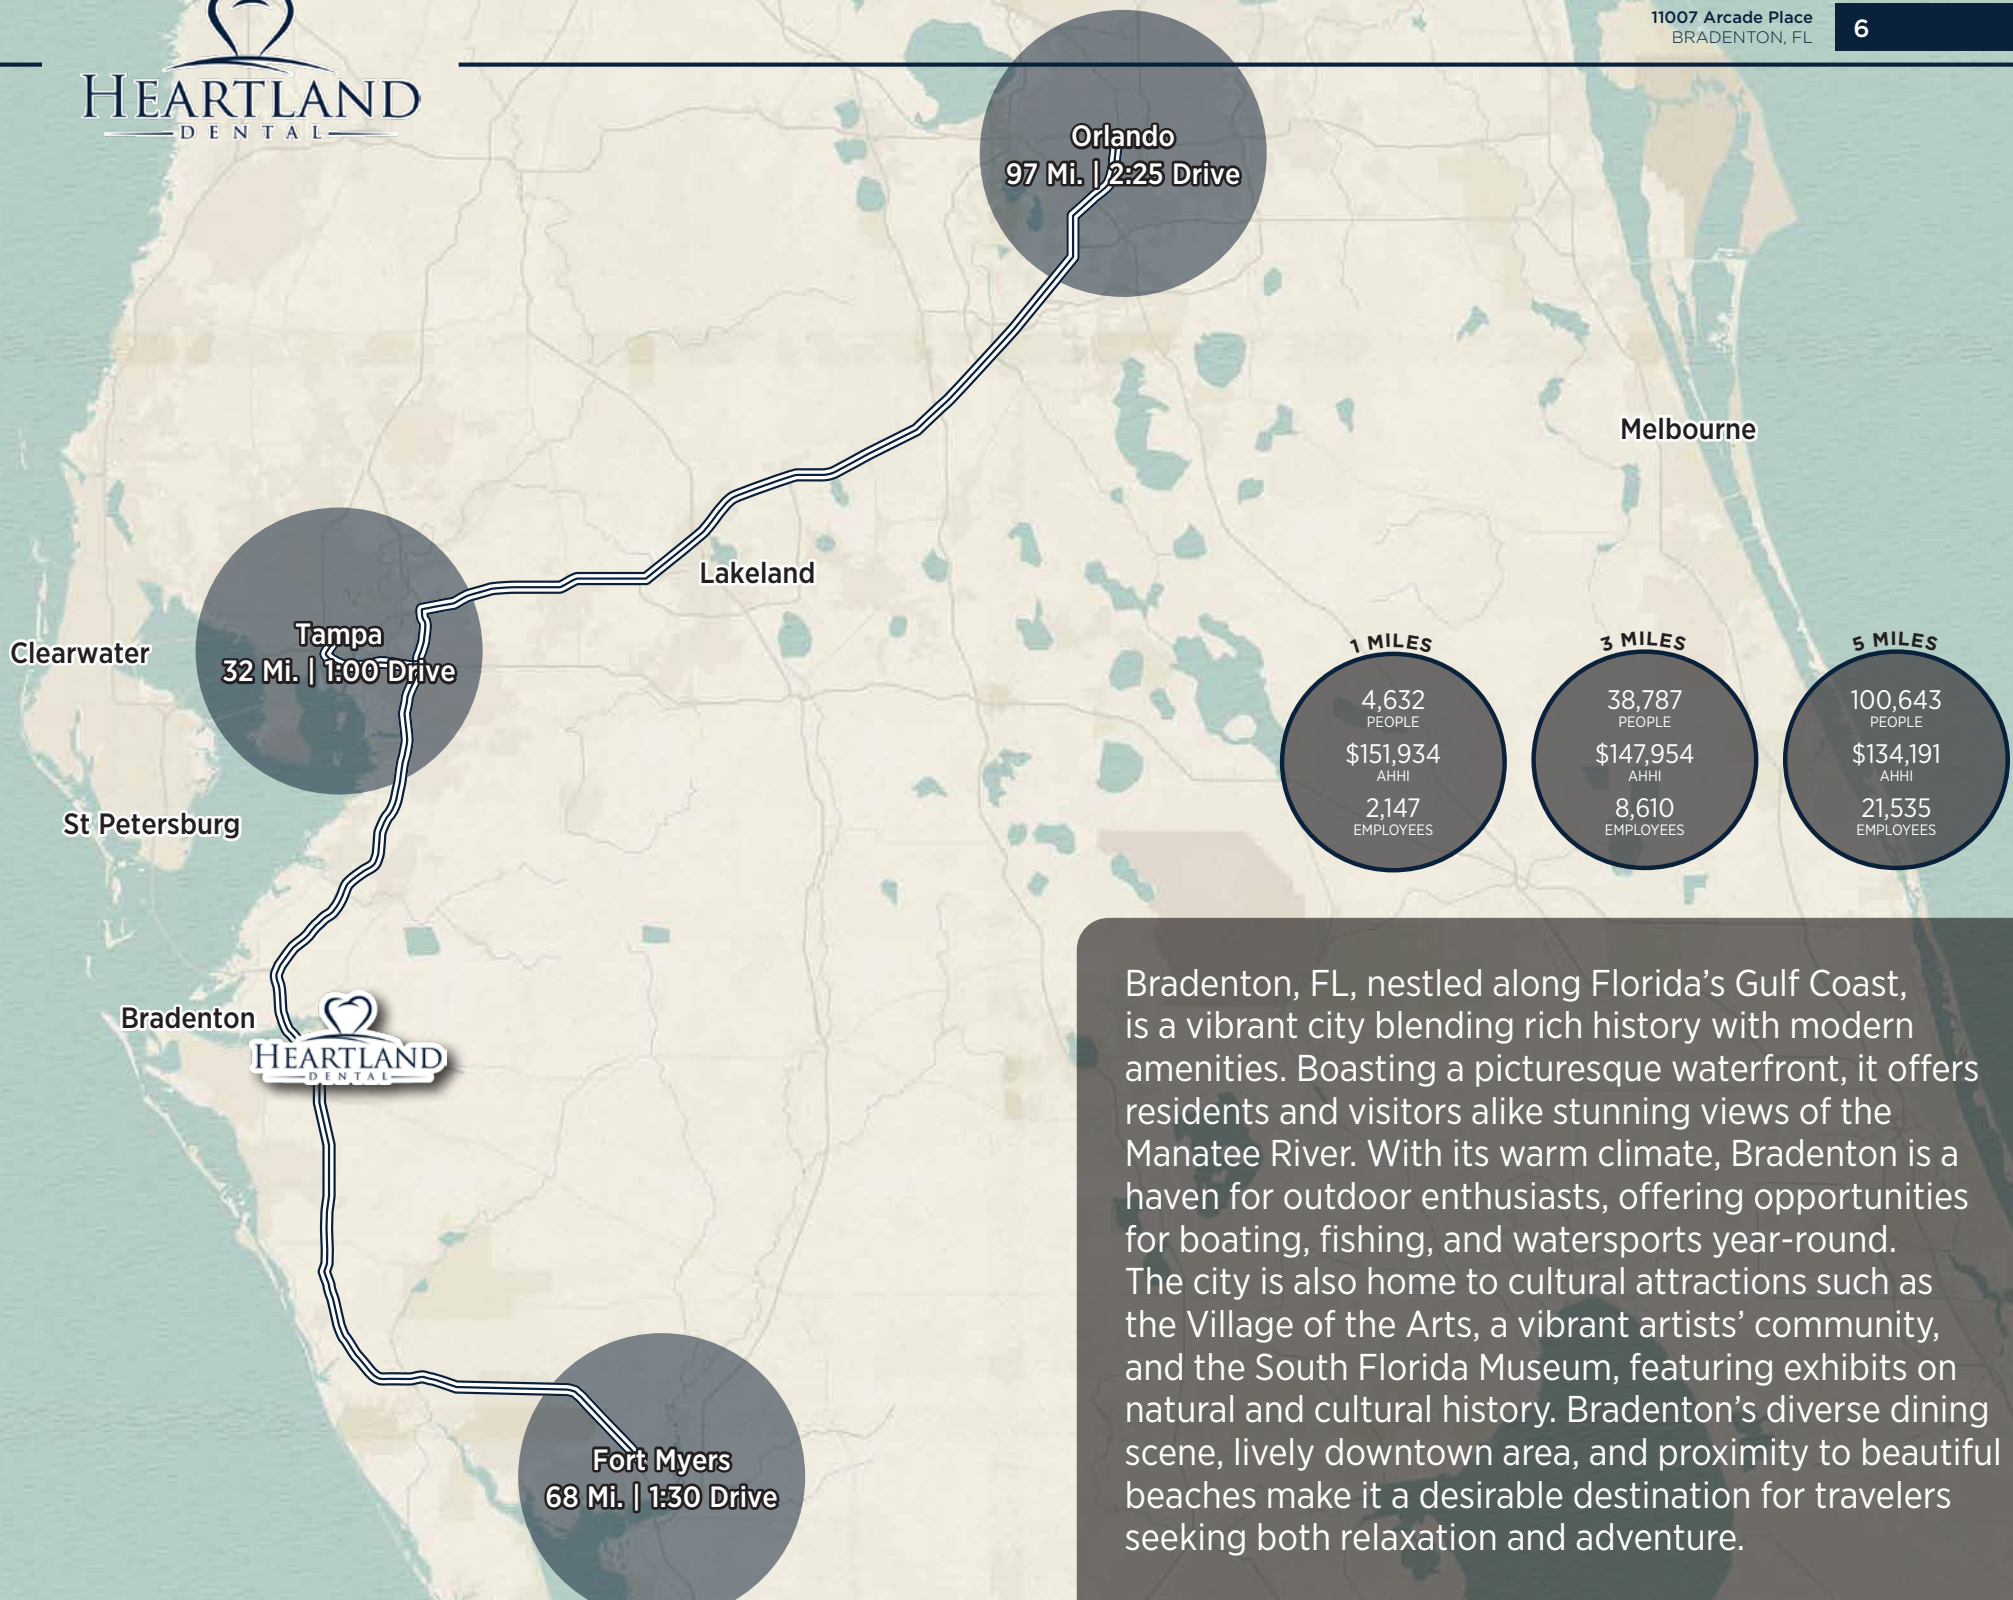 11007 Arcade Place
BRADENTON, FL
6
HEARTLAND
DENTAL
Orlando
97 Mi. | 2:25 Drive
Melbourne
Lakeland
Tampa
32 Mi. | 1:00 Drive
Clearwater
St Petersburg
Bradenton
HEARTLAND
DENTAL
Fort Myers
68 Mi. | 1:30 Drive
1 MILES
4,632
PEOPLE
$151,934
AHHI
2,147
EMPLOYEES
3 MILES
38,787
PEOPLE
$147,954
AHHI
8,610
EMPLOYEES
5 MILES
100,643
PEOPLE
$134,191
AHHI
21,535
EMPLOYEES
Bradenton, FL, nestled along Florida’s Gulf Coast,
is a vibrant city blending rich history with modern
amenities. Boasting a picturesque waterfront, it offers
residents and visitors alike stunning views of the
Manatee River. With its warm climate, Bradenton is a
haven for outdoor enthusiasts, offering opportunities
for boating, fishing, and watersports year-round.
The city is also home to cultural attractions such as
the Village of the Arts, a vibrant artists’ community,
and the South Florida Museum, featuring exhibits on
natural and cultural history. Bradenton’s diverse dining
scene, lively downtown area, and proximity to beautiful
beaches make it a desirable destination for travelers
seeking both relaxation and adventure.